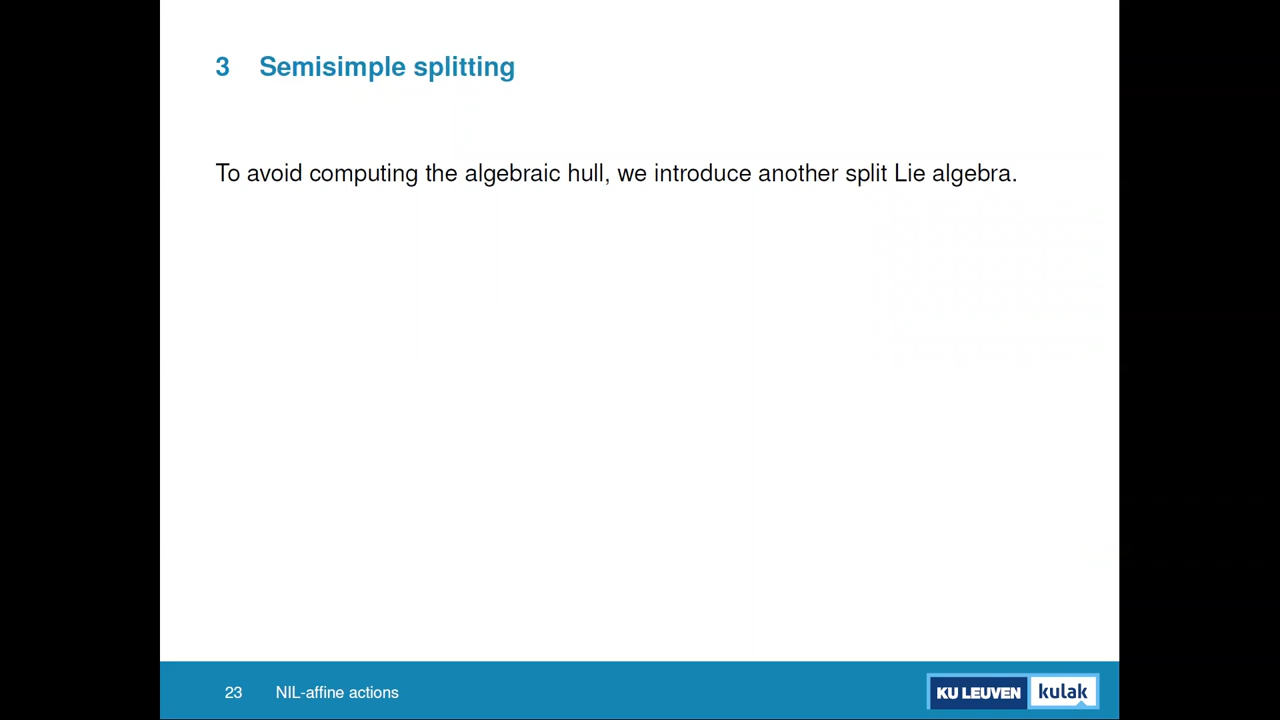 3 Semisimple splitting
To avoid computing the algebraic hull, we introduce another split Lie algebra.
23 NIL-affine actions
KU LEUVEN kulak